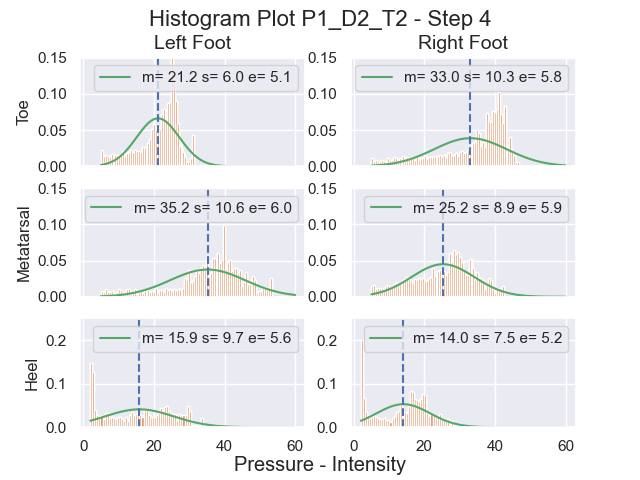 Histogram Plot P1_D2_T2 - Step 4
Left Foot
Right Foot
0.15
0.10
0.05
0.00
Toe
m= 21.2 s= 6.0 e= 5.1
0.15
0.10
0.05
0.00
m= 33.0 s= 10.3 e= 5.8
0.15
0.10
0.05
0.00
Metatarsal
m= 35.2 s= 10.6 e= 6.0
0.15
0.10
0.05
0.00
m= 25.2 s= 8.9 e= 5.9
0.2
0.1
0.0
Heel
m= 15.9 s= 9.7 e= 5.6
0.2
0.1
0.0
m= 14.0 s= 7.5 e= 5.2
0 20 40 60
0 20 40 60
Pressure - Intensity